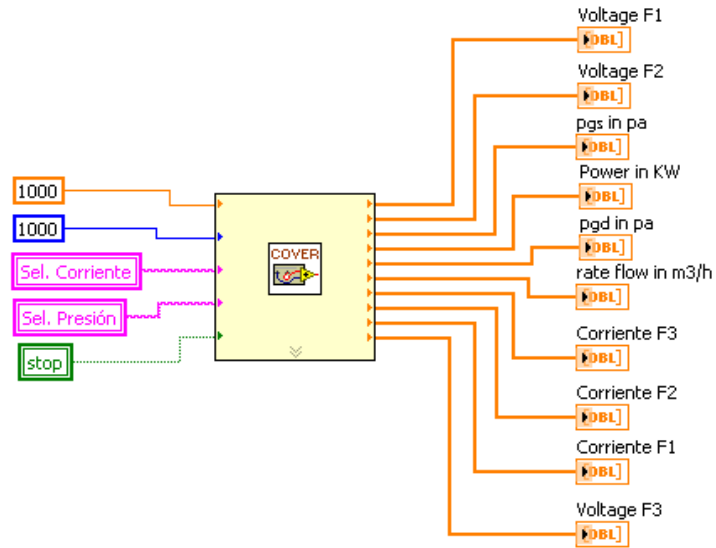 Voltage F1
DBL]
Voltage F2
DBL]
pgs in pa
DBL]
Power in KW
DBL]
pgd in pa
DBL]
rate flow in m3/h
DBL]
Corriente F3
DBL]
Corriente F2
DBL]
Corriente F1
DBL]
Voltage F3
DBL]
1000
1000
Sel. Corriente
Sel. Presión
stop
COVER